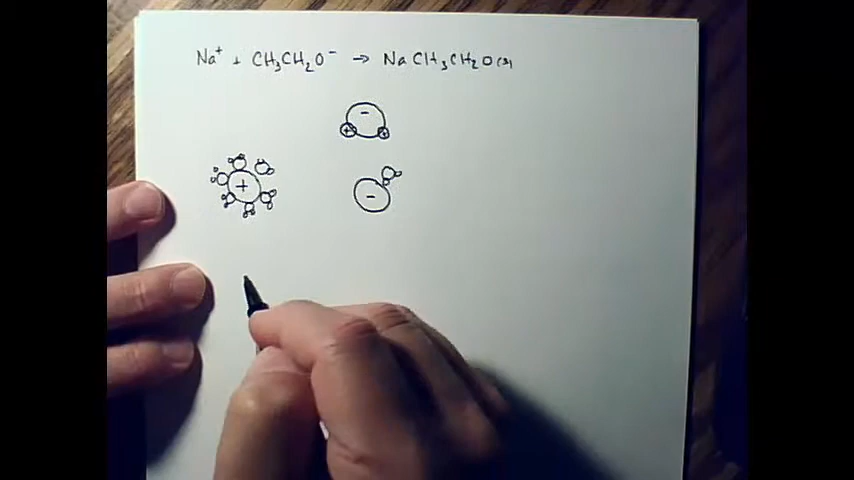 Na⁺ + CH₃CH₂O⁻ → NaCH₃CH₂O(s)
-
+ +
+
-